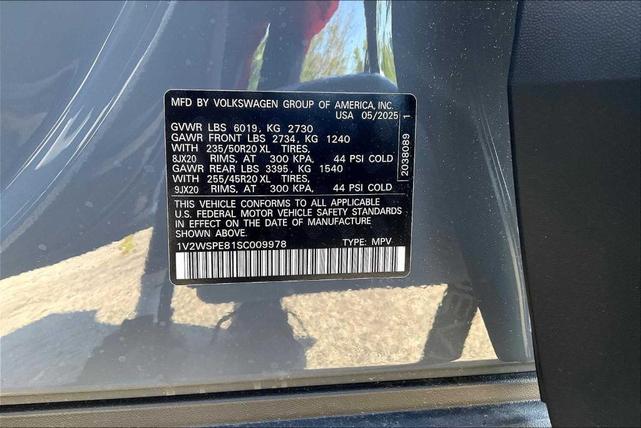 MFD BY VOLKSWAGEN GROUP OF AMERICA, INC.
USA 05/2025
GVWR LBS 6019, KG 2730
GAWR FRONT LBS 2734, KG 1240
WITH 235/50R20 XL TIRES,
8JX20 RIMS, AT 300 KPA, 44 PSI COLD
GAWR REAR LBS 3395, KG 1540
WITH 255/45R20 XL TIRES,
9JX20 RIMS, AT 300 KPA, 44 PSI COLD
THIS VEHICLE CONFORMS TO ALL APPLICABLE
U.S. FEDERAL MOTOR VEHICLE SAFETY STANDARDS
IN EFFECT ON THE DATE OF MANUFACTURE
SHOWN ABOVE.
1V2WSPE81SC009978 TYPE: MPV
2038089 1